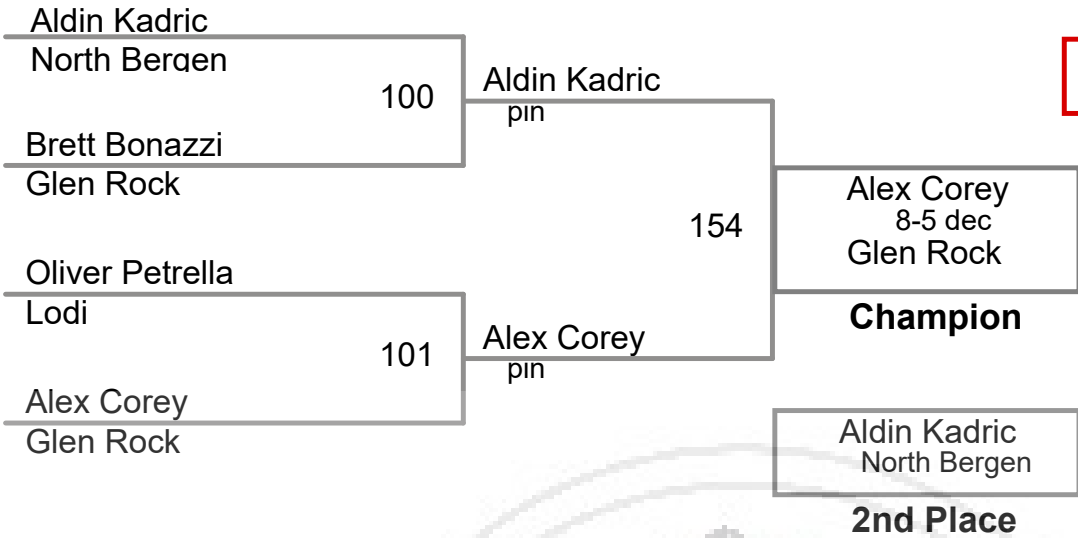 Aldin Kadric
North Bergen
100
Brett Bonazzi
Glen Rock
Aldin Kadric
pin
Oliver Petrella
Lodi
101
Alex Corey
Glen Rock
Alex Corey
pin
154
Alex Corey
8-5 dec
Glen Rock
Champion
Aldin Kadric
North Bergen
2nd Place